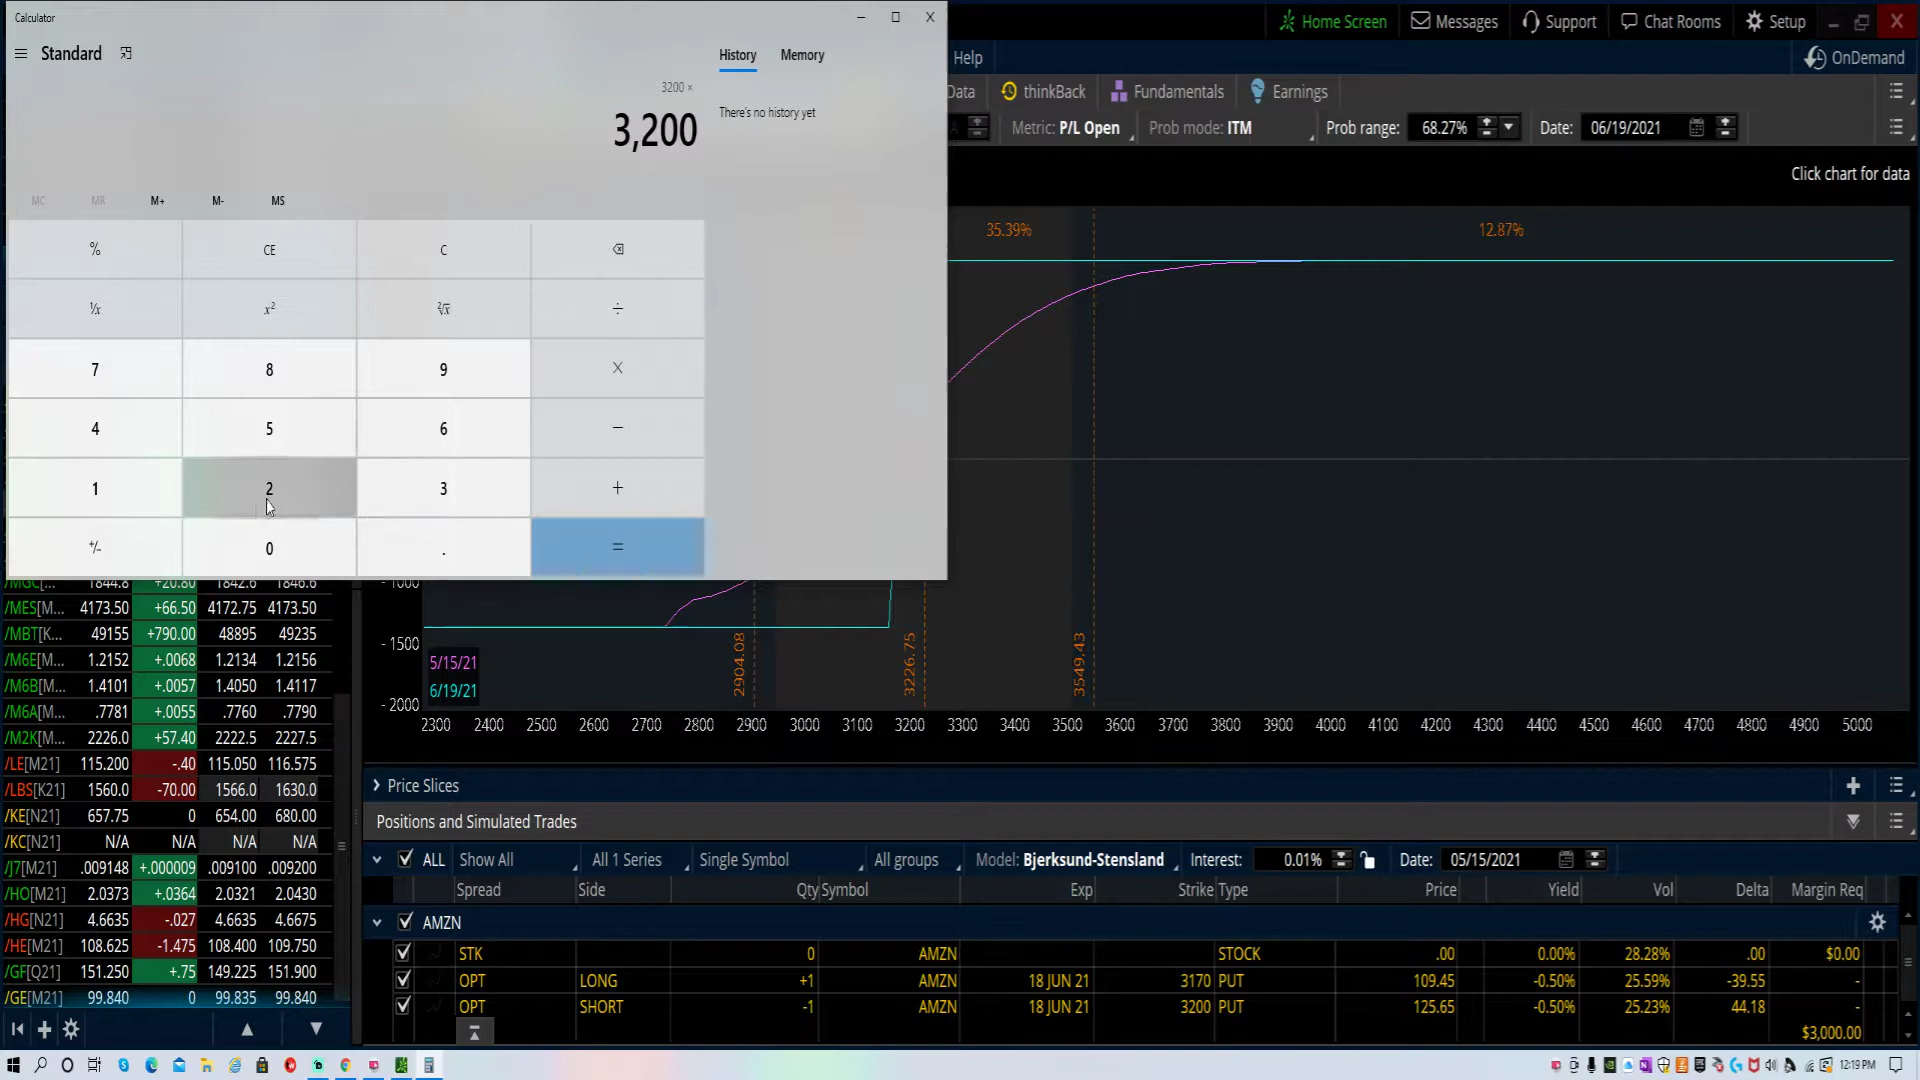 Calculator
Standard
History Memory
3200 ×
3,200
There's no history yet
MC MR M+ M- MS
% CE C
7 8 9 X
4 5 6 −
1 2 3 +
+/- 0 . =
Home Screen Messages Support Chat Rooms Setup
Help OnDemand
Data thinkBack Fundamentals Earnings
Metric: P/L Open Prob mode: ITM Prob range: 68.27% Date: 06/19/2021
Click chart for data
35.39% 12.87%
-1000
-1500
-2000
5/15/21
6/19/21
2904.08 3226.75 3549.43
2300 2400 2500 2600 2700 2800 2900 3000 3100 3200 3300 3400 3500 3600 3700 3800 3900 4000 4100 4200 4300 4400 4500 4600 4700 4800 4900 5000
/MGC[... 1844.8 +20.80 1842.6 1846.6
/MES[M... 4173.50 +66.50 4172.75 4173.50
/MBT[K... 49155 +790.00 48895 49235
/M6E[M... 1.2152 +.0068 1.2134 1.2156
/M6B[M... 1.4101 +.0057 1.4050 1.4117
/M6A[M... .7781 +.0055 .7760 .7790
/M2K[M... 2226.0 +57.40 2222.5 2227.5
/LE[M21] 115.200 -.40 115.050 116.575
/LBS[K21] 1560.0 -70.00 1566.0 1630.0
/KE[N21] 657.75 0 654.00 680.00
/KC[N21] N/A N/A N/A N/A
/J7[M21] .009148 +.000009 .009100 .009200
/HO[M21] 2.0373 +.0364 2.0321 2.0430
/HG[N21] 4.6635 -.027 4.6635 4.6675
/HE[M21] 108.625 -1.475 108.400 109.750
/GF[Q21] 151.250 +.75 149.225 151.900
/GE[M21] 99.840 0 99.835 99.840
Price Slices
Positions and Simulated Trades
ALL Show All All 1 Series Single Symbol All groups Model: Bjerksund-Stensland Interest: 0.01% Date: 05/15/2021
Spread Side Qty Symbol Exp Strike Type Price Yield Vol Delta Margin Req
AMZN
STK 0 AMZN STOCK .00 0.00% 28.28% .00 $0.00
OPT LONG +1 AMZN 18 JUN 21 3170 PUT 109.45 -0.50% 25.59% -39.55 -
OPT SHORT -1 AMZN 18 JUN 21 3200 PUT 125.65 -0.50% 25.23% 44.18 -
$3,000.00
12:19 PM